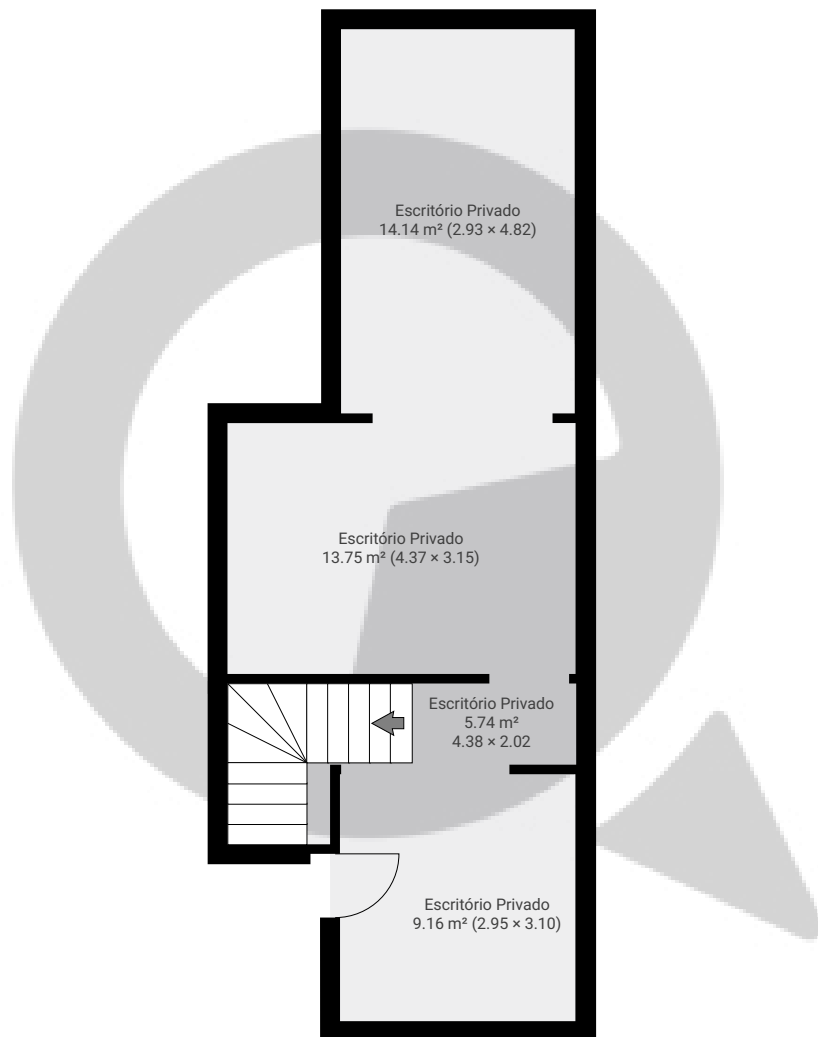 Escritório Privado
14.14 m² (2.93 × 4.82)
Escritório Privado
13.75 m² (4.37 × 3.15)
Escritório Privado
5.74 m²
4.38 × 2.02
Escritório Privado
9.16 m² (2.95 × 3.10)